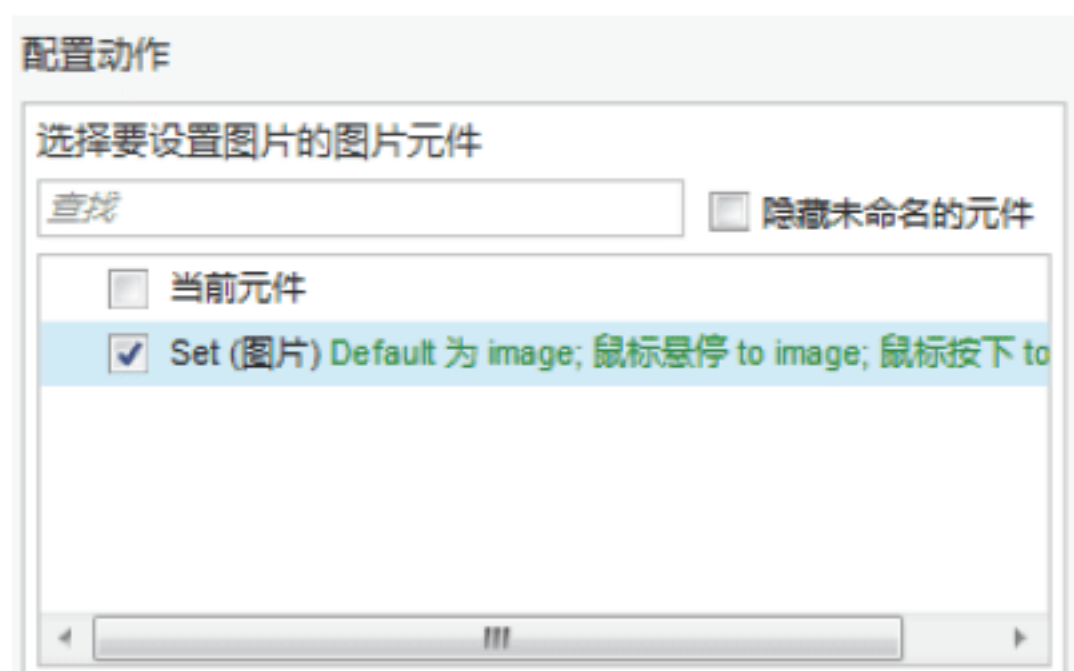 配置动作
选择要设置图片的图片元件
查找 隐藏未命名的元件
当前元件
Set (图片) Default 为 image; 鼠标悬停 to image; 鼠标按下 to